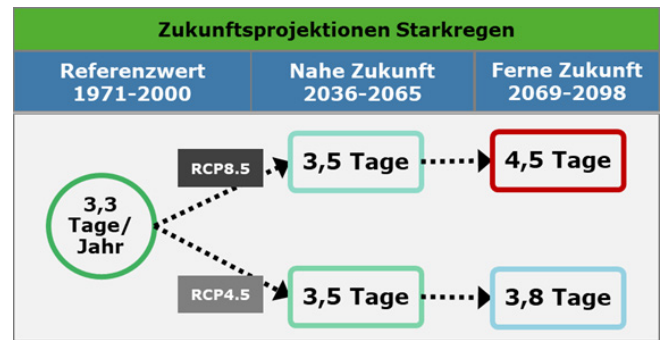 Zukunftsprojektionen Starkregen
Referenzwert
1971-2000
Nahe Zukunft
2036-2065
Ferne Zukunft
2069-2098
3,3
Tage/
Jahr
RCP8.5
3,5 Tage
4,5 Tage
RCP4.5
3,5 Tage
3,8 Tage